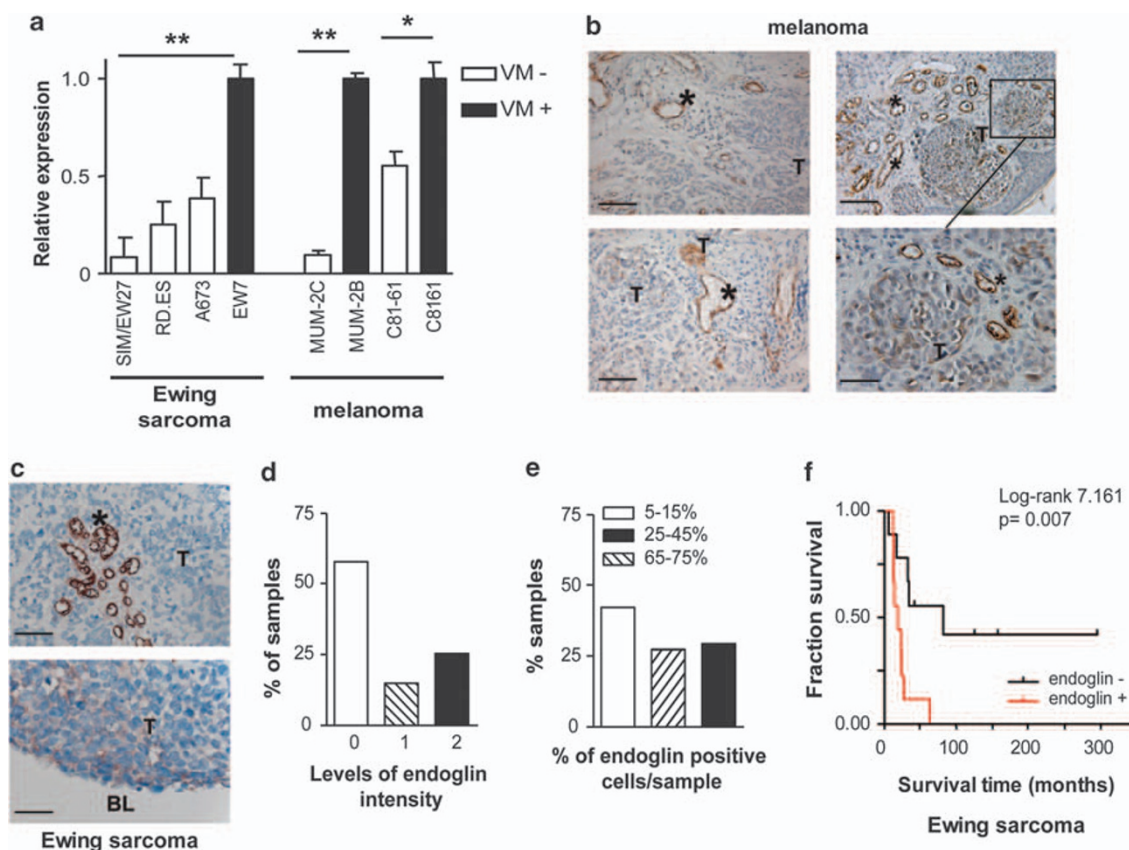 a
**
**
*
VM -
VM +
1.0
0.5
0
Relative expression
SIM/EW27
RD.ES
A673
EW7
MUM-2C
MUM-2B
C81-61
C8161
Ewing
sarcoma
melanoma
b
melanoma
*
T
*
*
T
T
T
*
*
T
c
*
T
T
BL
Ewing sarcoma
d
75
50
25
0
% of samples
0 1 2
Levels of endoglin
intensity
e
5-15%
25-45%
65-75%
75
50
25
0
% samples
% of endoglin positive
cells/sample
f
Log-rank 7.161
p= 0.007
1.00
0.50
0.00
Fraction survival
endoglin -
endoglin +
0 100 200 300
Survival time (months)
Ewing sarcoma